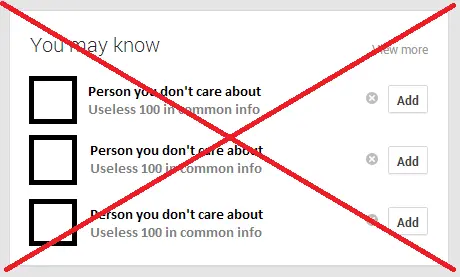 You may know
View more
Person you don't care about
Useless 100 in common info
Add
Person you don't care about
Useless 100 in common info
Add
Person you don't care about
Useless 100 in common info
Add